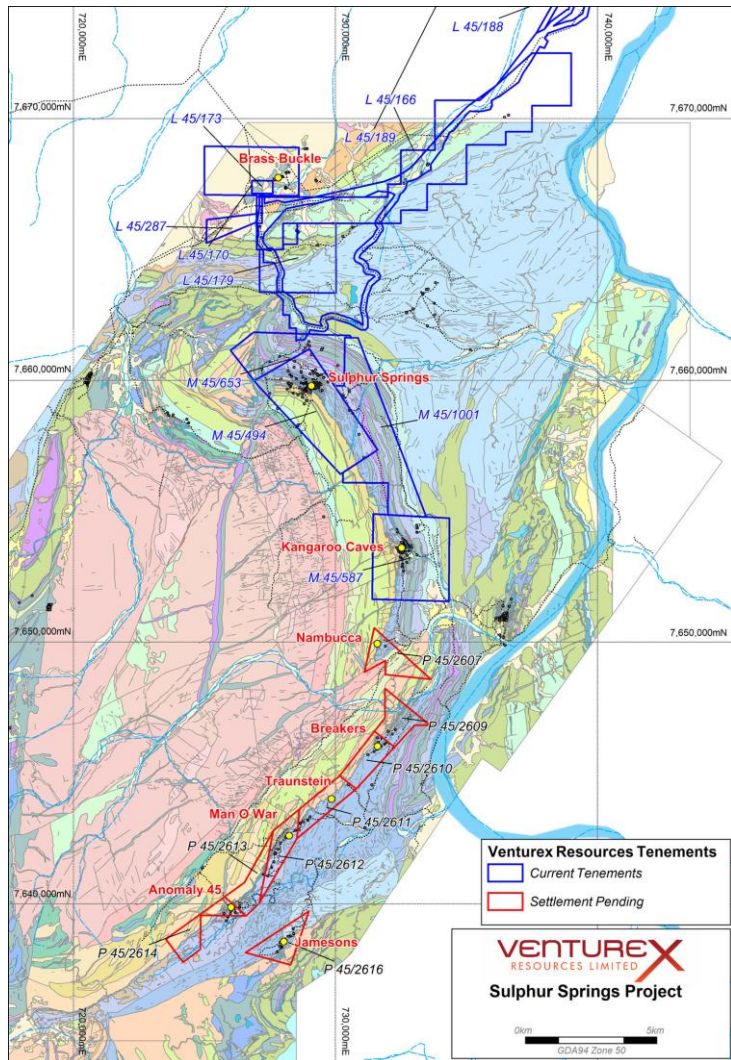 720,000mE
730,000mE
740,000mE
L 45/188
7,670,000mN
7,670,000mN
L 45/173
L 45/166
L 45/189
Brass Buckle
L 45/287
L 45/170
L 45/179
7,660,000mN
7,660,000mN
M 45/653
Sulphur Springs
M 45/494
M 45/1001
Kangaroo Caves
M 45/587
7,650,000mN
7,650,000mN
Nambucca
P 45/2607
P 45/2609
Breakers
P 45/2610
Traunstein
Man O War
P 45/2611
P 45/2613
P 45/2612
Anomaly 45
7,640,000mN
P 45/2614
Jamesons
P 45/2616
720,000mE
730,000mE
Venturex Resources Tenements
Current Tenements
Settlement Pending
VENTUREX
RESOURCES LIMITED
Sulphur Springs Project
0km
5km
GDA94 Zone 50